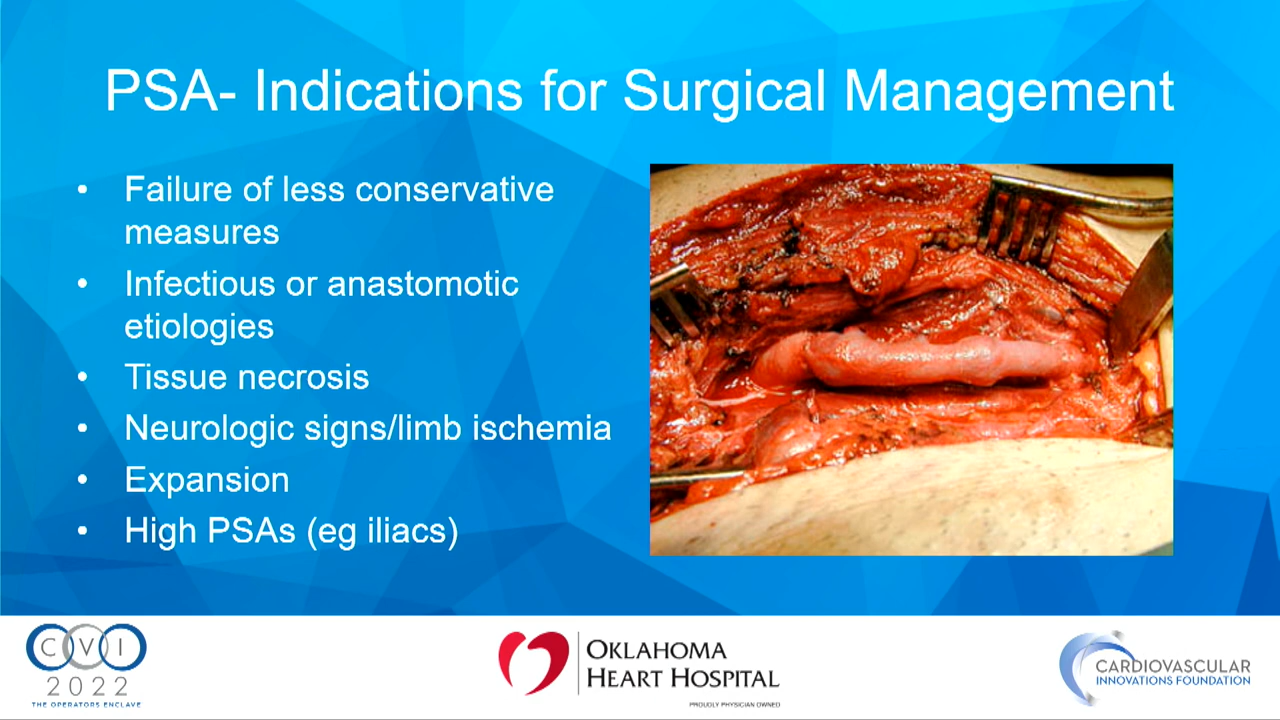 PSA- Indications for Surgical Management
• Failure of less conservative
measures
• Infectious or anastomotic
etiologies
• Tissue necrosis
• Neurologic signs/limb ischemia
• Expansion
• High PSAs (eg iliacs)
CVI
2022
THE OPERATORS ENCLAVE
OKLAHOMA
HEART HOSPITAL
PROUDLY PHYSICIAN OWNED
CARDIOVASCULAR
INNOVATIONS FOUNDATION